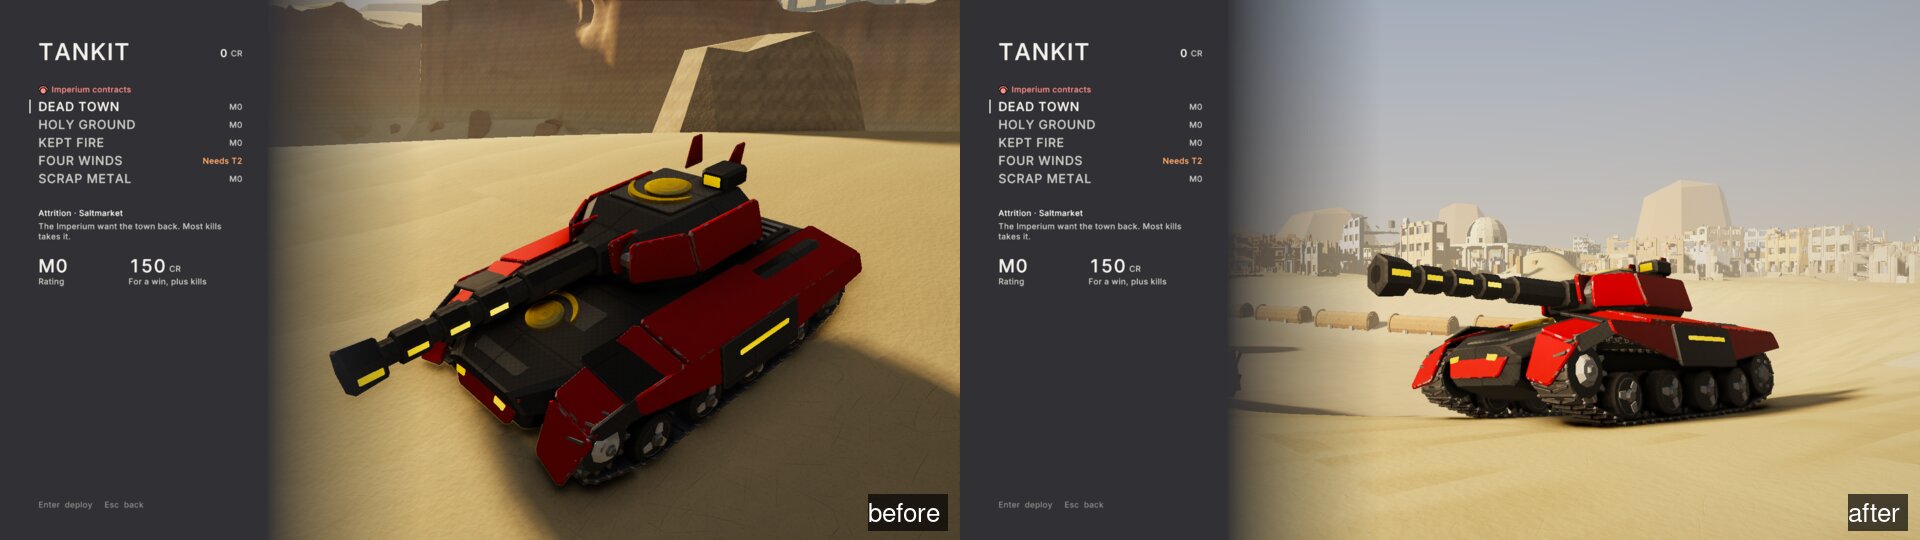 TANKIT
0 CR
Imperium contracts
DEAD TOWN M0
HOLY GROUND M0
KEPT FIRE M0
FOUR WINDS Needs T2
SCRAP METAL M0
Attrition · Saltmarket
The Imperium want the town back. Most kills
takes it.
M0 150 CR
Rating For a win, plus kills
Enter deploy Esc back
before
TANKIT
0 CR
Imperium contracts
DEAD TOWN M0
HOLY GROUND M0
KEPT FIRE M0
FOUR WINDS Needs T2
SCRAP METAL M0
Attrition · Saltmarket
The Imperium want the town back. Most kills
takes it.
M0 150 CR
Rating For a win, plus kills
Enter deploy Esc back
after